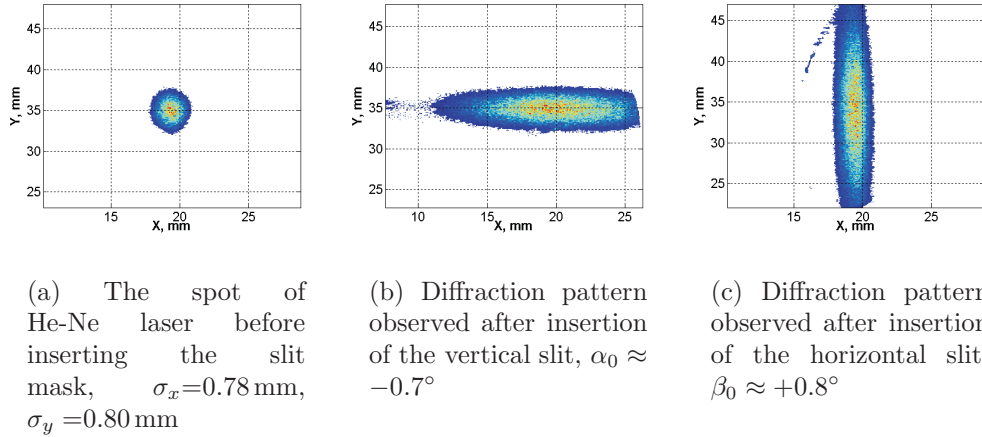 45
40
35
30
25
Y, mm
15
20
25
X, mm
45
40
35
30
25
Y, mm
10
15
20
25
X, mm
45
40
35
30
25
Y, mm
15
20
25
X, mm
(a) The spot of
He-Ne laser before
inserting the slit
mask, σx=0.78 mm,
σy =0.80 mm
(b) Diffraction pattern
observed after insertion
of the vertical slit, α0 ≈
−0.7°
(c) Diffraction pattern
observed after insertion
of the horizontal slit
β0 ≈ +0.8°